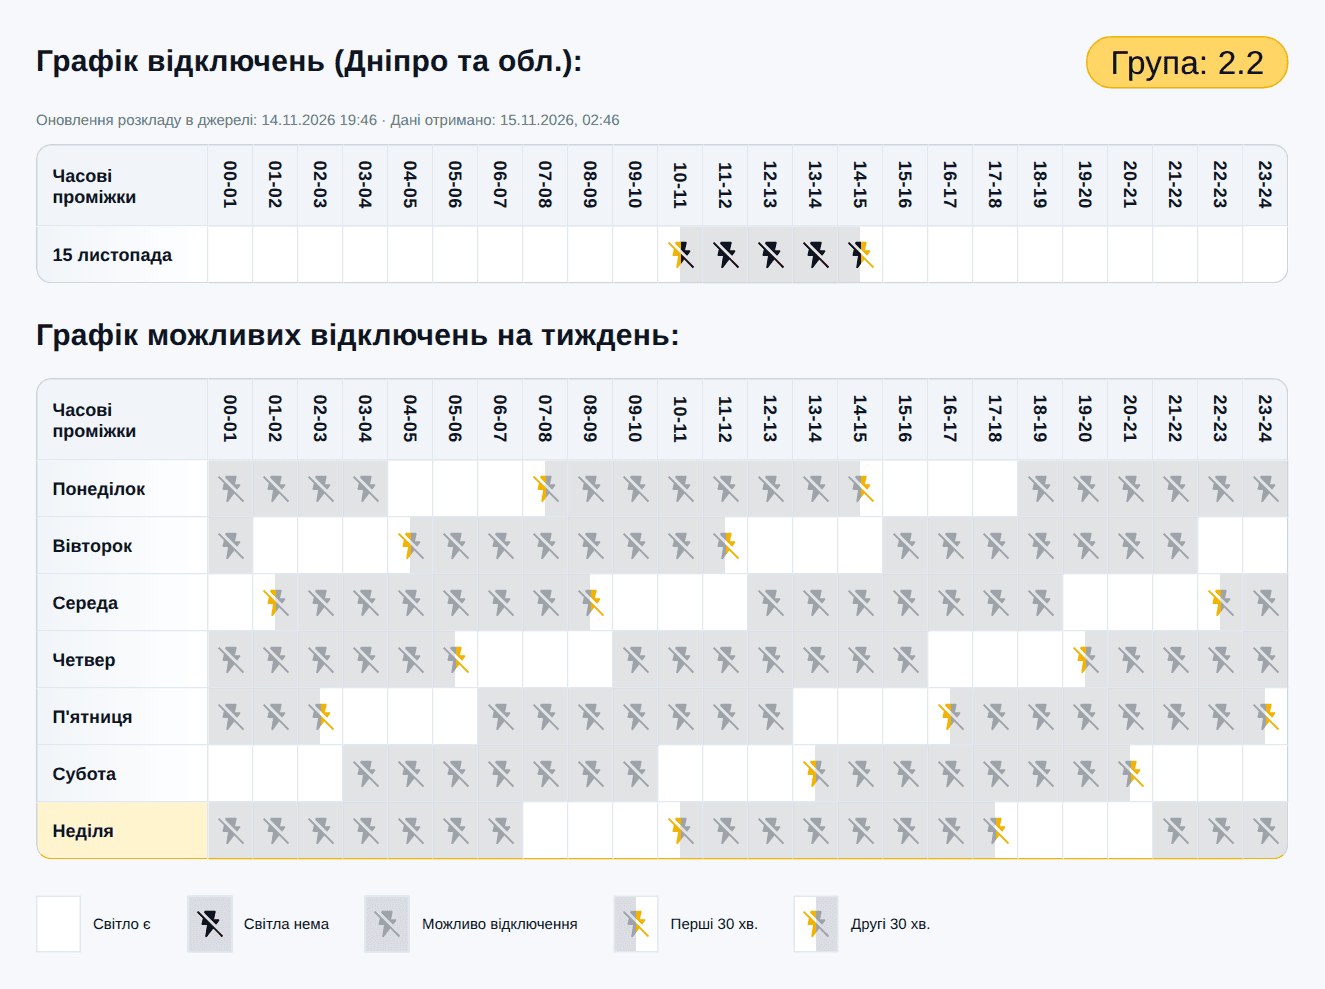 Графік відключень (Дніпро та обл.):
Група: 2.2
Оновлення розкладу в джерелі: 14.11.2026 19:46 · Дані отримано: 15.11.2026, 02:46
Часові
проміжки
00-01 01-02 02-03 03-04 04-05 05-06 06-07 07-08 08-09 09-10 10-11 11-12 12-13 13-14 14-15 15-16 16-17 17-18 18-19 19-20 20-21 21-22 22-23 23-24
15 листопада
Графік можливих відключень на тиждень:
Часові
проміжки
00-01 01-02 02-03 03-04 04-05 05-06 06-07 07-08 08-09 09-10 10-11 11-12 12-13 13-14 14-15 15-16 16-17 17-18 18-19 19-20 20-21 21-22 22-23 23-24
Понеділок
Вівторок
Середа
Четвер
П'ятниця
Субота
Неділя
Світло є
Світла нема
Можливо відключення
Перші 30 хв.
Другі 30 хв.